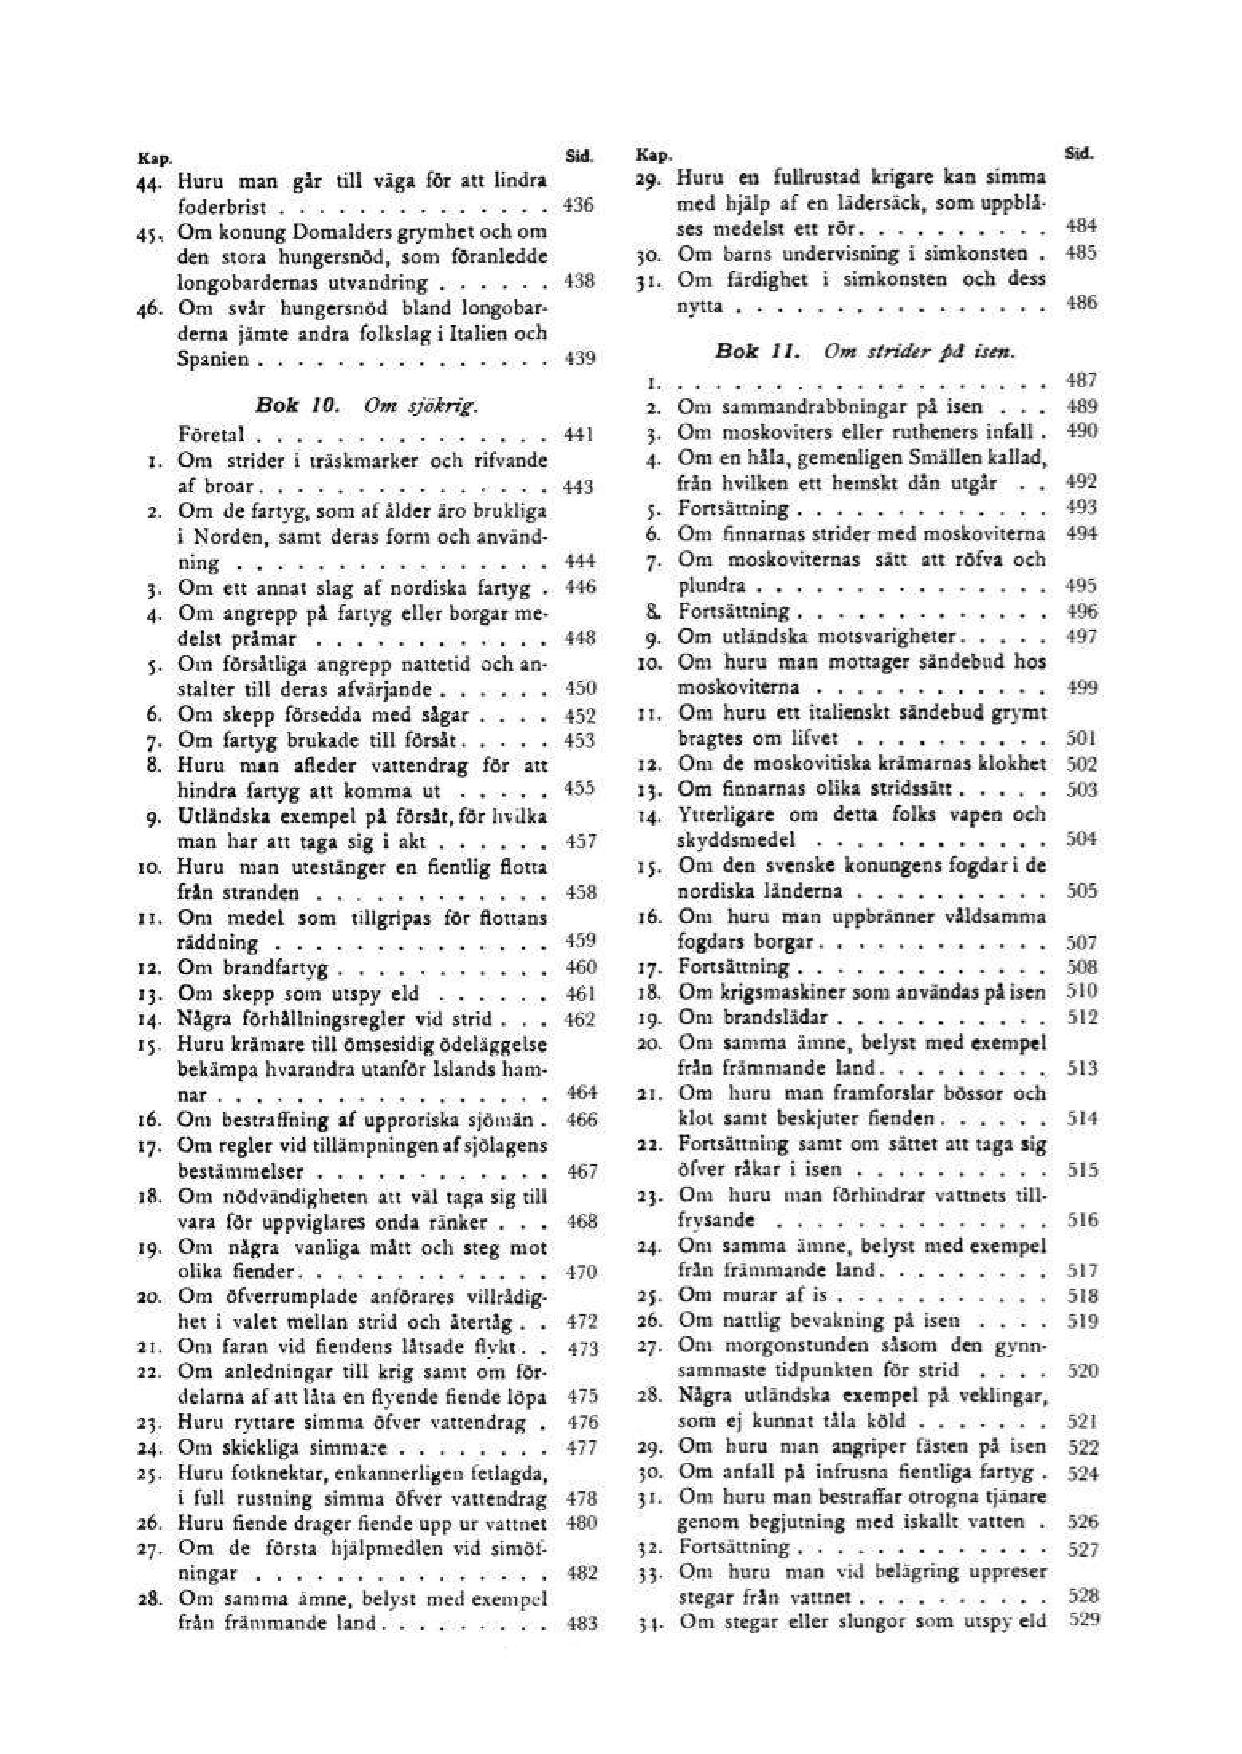 Kap. Sid.
44. Huru man går till väga för att lindra
foderbrist . . . . . . . . . . . . . . 436
45. Om konung Domalders grymhet och om
den stora hungersnöd, som föranledde
longobardernas utvandring . . . . . . 438
46. Om svår hungersnöd bland longobar-
derna jämte andra folkslag i Italien och
Spanien . . . . . . . . . . . . . . . 439
Bok 10. Om sjökrig.
Företal . . . . . . . . . . . . . . . 441
1. Om strider i träskmarker och rifvande
af broar . . . . . . . . . . . . . . . 443
2. Om de fartyg, som af ålder äro brukliga
i Norden, samt deras form och använd-
ning . . . . . . . . . . . . . . . . 444
3. Om ett annat slag af nordiska fartyg . 446
4. Om angrepp på fartyg eller borgar me-
delst pråmar . . . . . . . . . . . . 448
5. Om försåtliga angrepp nattetid och an-
stalter till deras afvärjande . . . . . . 450
6. Om skepp försedda med sågar . . . . 452
7. Om fartyg brukade till försåt . . . . . 453
8. Huru man afleder vattendrag för att
hindra fartyg att komma ut . . . . . 455
9. Utländska exempel på försåt, för hvilka
man har att taga sig i akt . . . . . . 457
10. Huru man utestänger en fientlig flotta
från stranden . . . . . . . . . . . . 458
11. Om medel som tillgripas för flottans
räddning . . . . . . . . . . . . . . 459
12. Om brandfartyg . . . . . . . . . . . 460
13. Om skepp som utspy eld . . . . . . 461
14. Några förhållningsregler vid strid . . . 462
15. Huru krämare till ömsesidig ödeläggelse
bekämpa hvarandra utanför Islands ham-
nar . . . . . . . . . . . . . . . . . 464
16. Om bestraffning af upproriska sjömän . 466
17. Om regler vid tillämpningen af sjölagens
bestämmelser . . . . . . . . . . . . 467
18. Om nödvändigheten att väl taga sig till
vara för uppviglares onda ränker . . . 468
19. Om några vanliga mått och steg mot
olika fiender . . . . . . . . . . . . . 470
20. Om öfverrumplade anförares villrådig-
het i valet mellan strid och återtåg . . 472
21. Om faran vid fiendens låtsade flykt . . 473
22. Om anledningar till krig samt om för-
delarna af att låta en flyende fiende löpa 475
23. Huru ryttare simma öfver vattendrag . 476
24. Om skickliga simmare . . . . . . . . 477
25. Huru fotknektar, enkannerligen fetlagda,
i full rustning simma öfver vattendrag 478
26. Huru fiende drager fiende upp ur vattnet 480
27. Om de första hjälpmedlen vid simöf-
ningar . . . . . . . . . . . . . . . 482
28. Om samma ämne, belyst med exempel
från främmande land . . . . . . . . . 483
Kap. Sid.
29. Huru en fullrustad krigare kan simma
med hjälp af en lädersäck, som uppblå-
ses medelst ett rör . . . . . . . . . . 484
30. Om barns undervisning i simkonsten . 485
31. Om färdighet i simkonsten och dess
nytta . . . . . . . . . . . . . . . . 486
Bok 11. Om strider på isen.
1. . . . . . . . . . . . . . . . . . . . 487
2. Om sammandrabbningar på isen . . . 489
3. Om moskoviters eller rutheners infall . 490
4. Om en håla, gemenligen Smällen kallad,
från hvilken ett hemskt dån utgår . . 492
5. Fortsättning . . . . . . . . . . . . . 493
6. Om finnarnas strider med moskoviterna 494
7. Om moskoviternas sätt att röfva och
plundra . . . . . . . . . . . . . . . 495
8. Fortsättning . . . . . . . . . . . . . 496
9. Om utländska motsvarigheter . . . . . 497
10. Om huru man mottager sändebud hos
moskoviterna . . . . . . . . . . . . 499
11. Om huru ett italienskt sändebud grymt
bragtes om lifvet . . . . . . . . . . 501
12. Om de moskovitiska krämarnas klokhet 502
13. Om finnarnas olika stridssätt . . . . . 503
14. Ytterligare om detta folks vapen och
skyddsmedel . . . . . . . . . . . . 504
15. Om den svenske konungens fogdar i de
nordiska länderna . . . . . . . . . . 505
16. Om huru man uppbränner våldsamma
fogdars borgar . . . . . . . . . . . . 507
17. Fortsättning . . . . . . . . . . . . . 508
18. Om krigsmaskiner som användas på isen 510
19. Om brandslädar . . . . . . . . . . . 512
20. Om samma ämne, belyst med exempel
från främmande land . . . . . . . . . 513
21. Om huru man framforslar bössor och
klot samt beskjuter fienden . . . . . . 514
22. Fortsättning samt om sättet att taga sig
öfver råkar i isen . . . . . . . . . . 515
23. Om huru man förhindrar vattnets till-
frysande . . . . . . . . . . . . . . 516
24. Om samma ämne, belyst med exempel
från främmande land . . . . . . . . . 517
25. Om murar af is . . . . . . . . . . . 518
26. Om nattlig bevakning på isen . . . . 519
27. Om morgonstunden såsom den gynn-
sammaste tidpunkten för strid . . . . 520
28. Några utländska exempel på veklingar,
som ej kunnat tåla köld . . . . . . . 521
29. Om huru man angriper fästen på isen 522
30. Om anfall på infrusna fientliga fartyg . 524
31. Om huru man bestraffar otrogna tjänare
genom begjutning med iskallt vatten . 526
32. Fortsättning . . . . . . . . . . . . . 527
33. Om huru man vid belägring uppreser
stegar från vattnet . . . . . . . . . . 528
34. Om stegar eller slungor som utspy eld 529